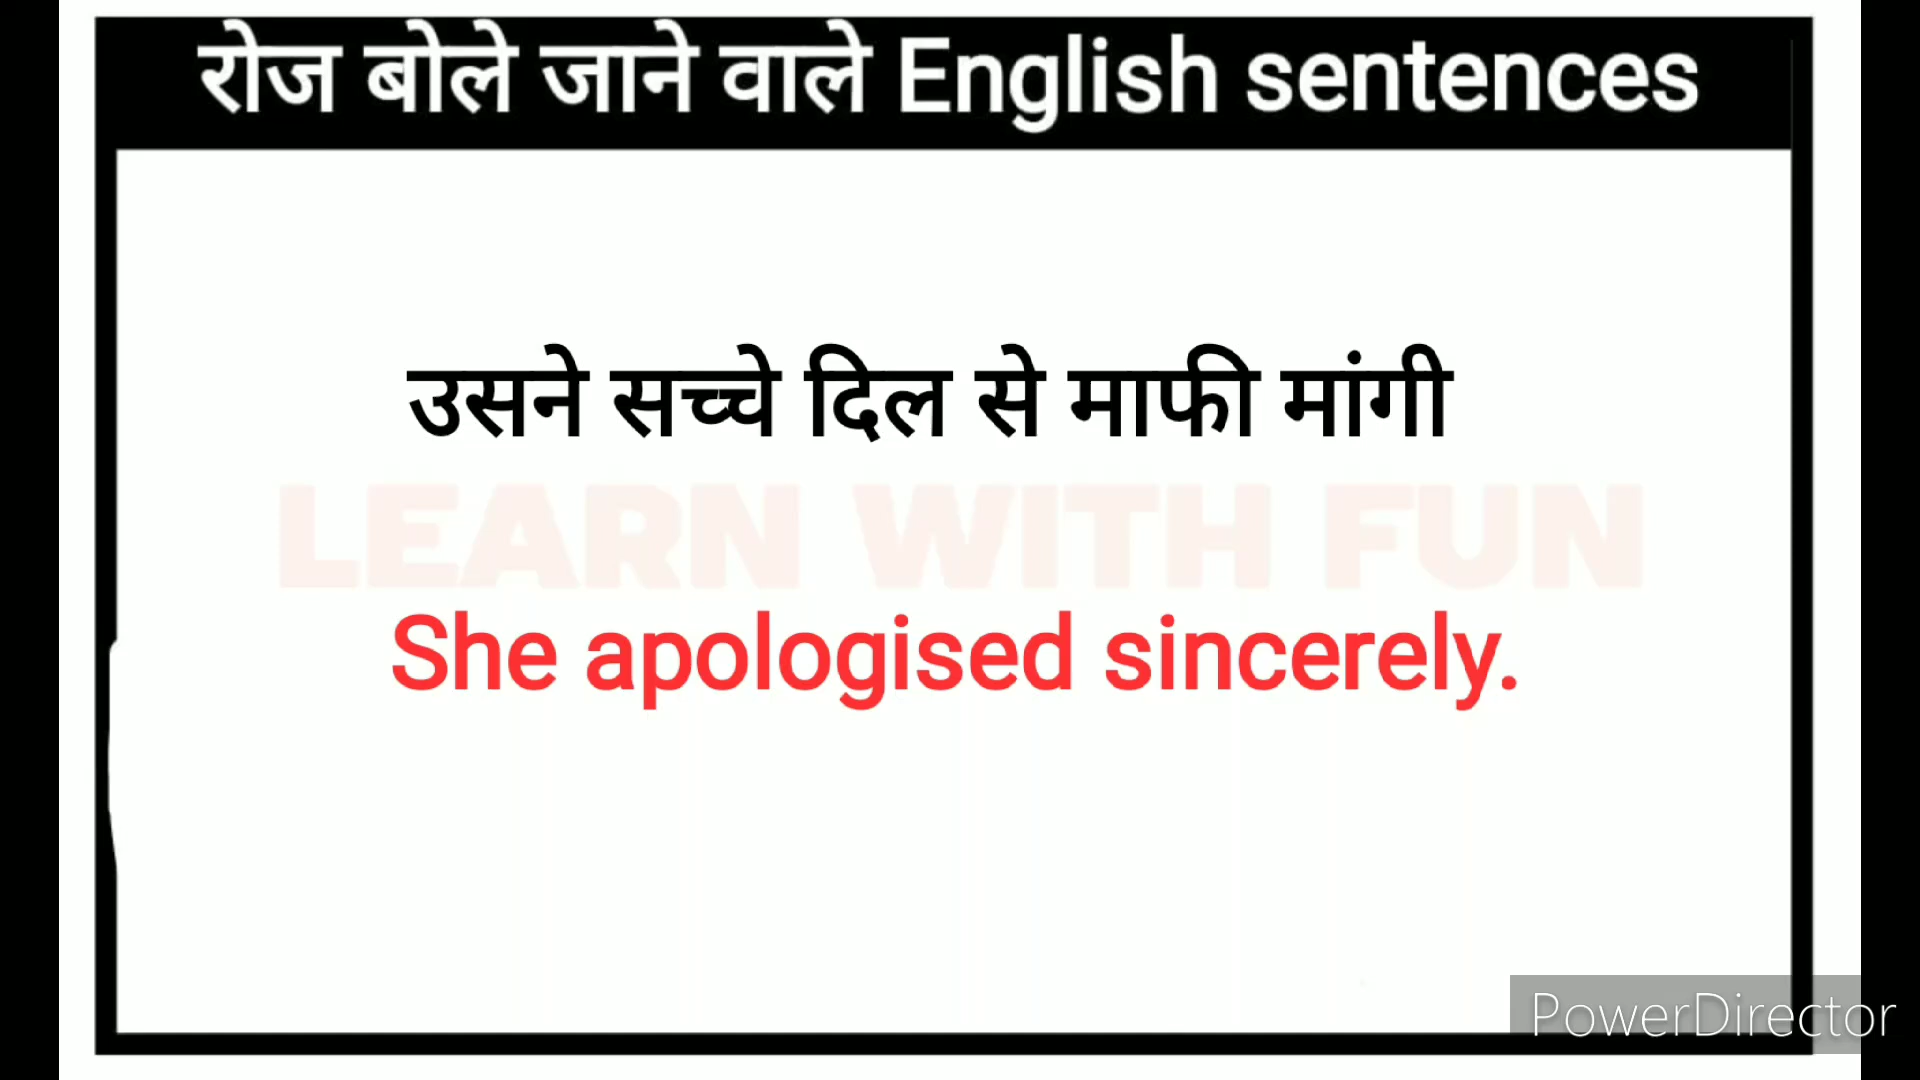 रोज बोले जाने वाले English sentences
उसने सच्चे दिल से माफी मांगी
LEARN WITH FUN
She apologised sincerely.
PowerDirector